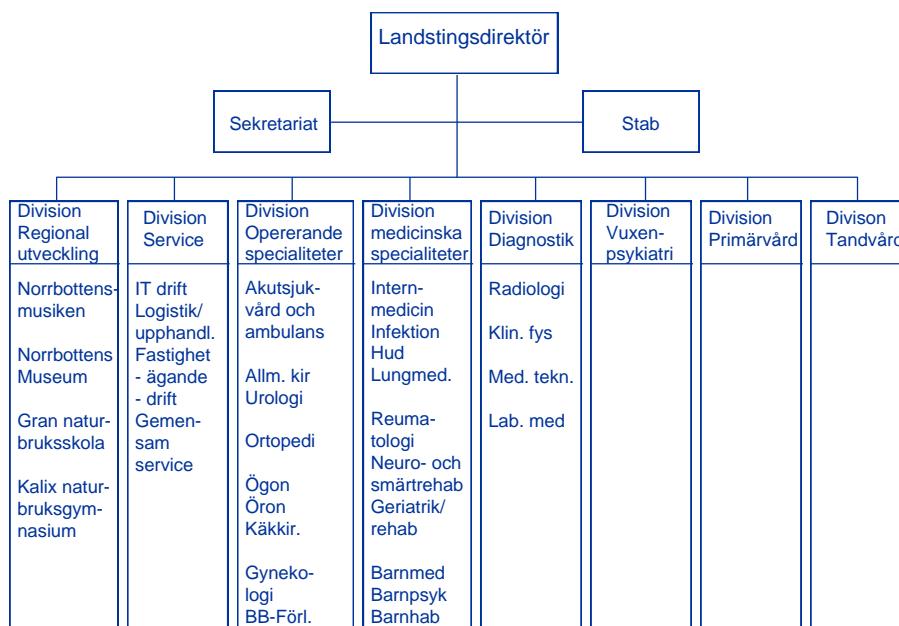 Landstingsdirektör
Sekretariat
Stab
Division
Regional
utveckling
Norrbottens-
musiken
Norrbottens
Museum
Gran natur-
bruksskola
Kalix natur-
bruksgym-
nasium
Division
Service
IT drift
Logistik/
upphandl.
Fastighet
- ägande
- drift
Gemen-
sam
service
Division
Opererande
specialiteter
Akutsjuk-
vård och
ambulans
Allm. kir
Urologi
Ortopedi
Ögon
Öron
Käkkir.
Gyneko-
logi
BB-Förl.
Division
medicinska
specialiteter
Intern-
medicin
Infektion
Hud
Lungmed.
Reuma-
tologi
Neuro- och
smärtrehab
Geriatrik/
rehab
Barnmed
Barnpsyk
Barnhab
Division
Diagnostik
Radiologi
Klin. fys
Med. tekn.
Lab. med
Division
Vuxen-
psykiatri
Division
Primärvård
Divison
Tandvård